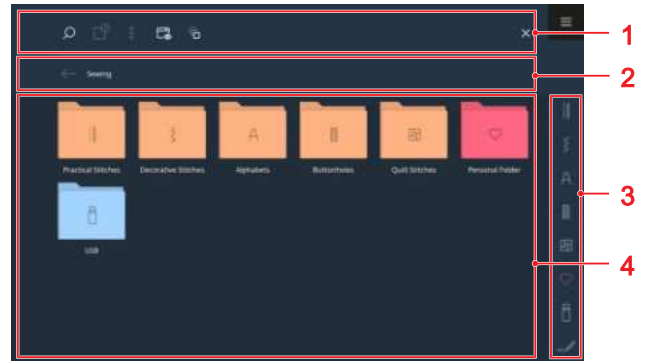 1
Sewing
2
Practical Stitches Decorative Stitches Alphabets Buttonholes Quilt Stitches Personal Folder
3
USB
4